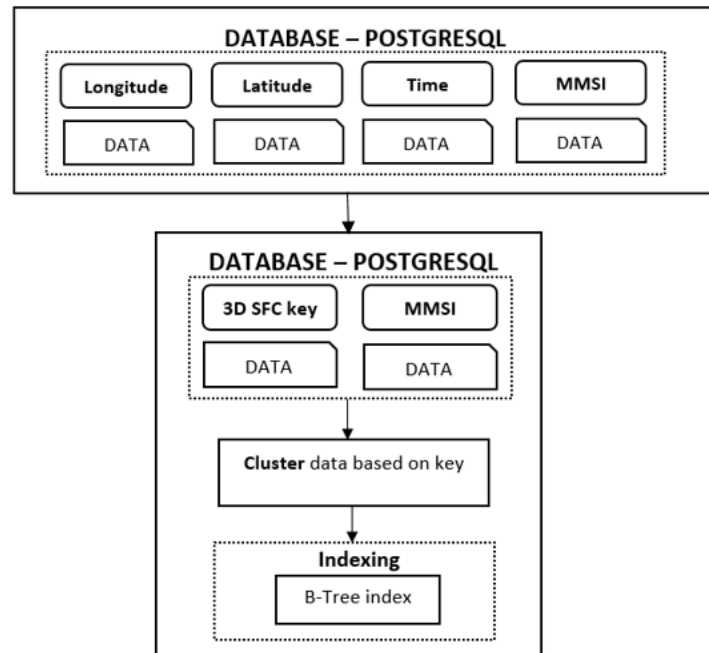 DATABASE – POSTGRESQL
Longitude Latitude Time MMSI
DATA DATA DATA DATA
DATABASE – POSTGRESQL
3D SFC key MMSI
DATA DATA
Cluster data based on key
Indexing
B-Tree index